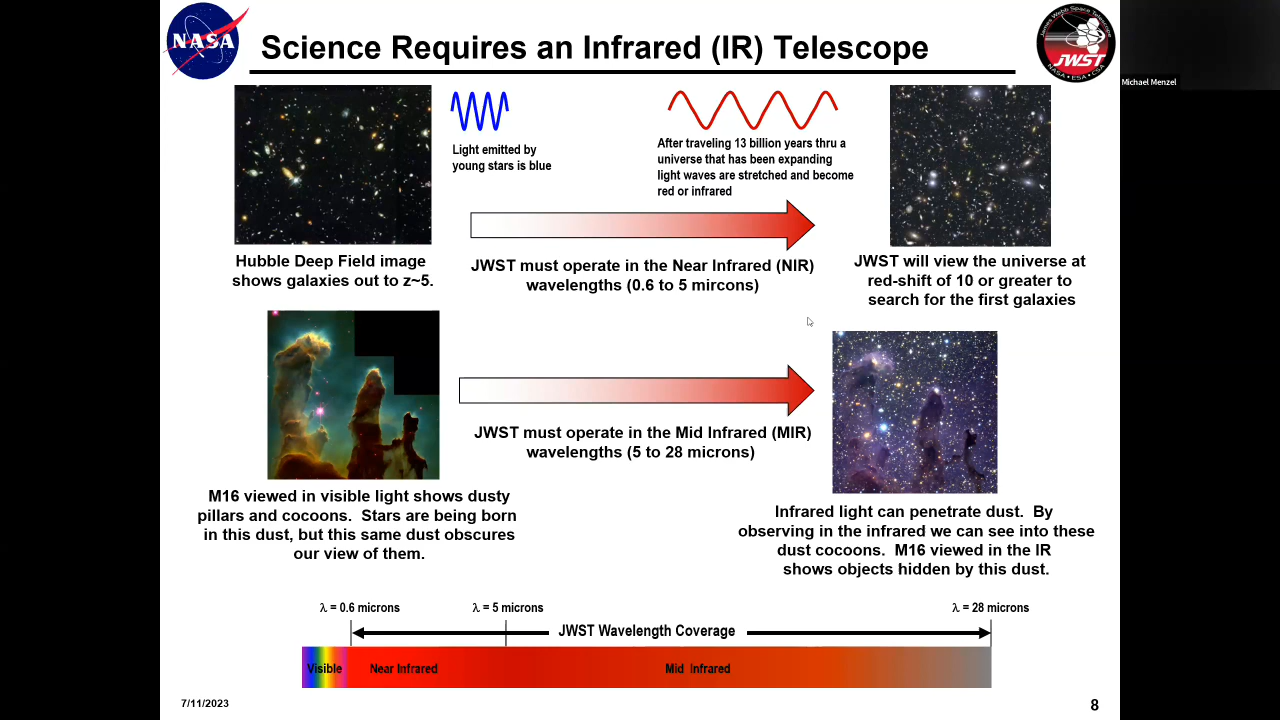 NASA
Science Requires an Infrared (IR) Telescope
James Webb Space Telescope
JWST
NASA • ESA • CSA
Michael Menzel
Light emitted by
young stars is blue
After traveling 13 billion years thru a
universe that has been expanding
light waves are stretched and become
red or infrared
Hubble Deep Field image
shows galaxies out to z~5.
JWST must operate in the Near Infrared (NIR)
wavelengths (0.6 to 5 mircons)
JWST will view the universe at
red-shift of 10 or greater to
search for the first galaxies
JWST must operate in the Mid Infrared (MIR)
wavelengths (5 to 28 microns)
M16 viewed in visible light shows dusty
pillars and cocoons. Stars are being born
in this dust, but this same dust obscures
our view of them.
Infrared light can penetrate dust. By
observing in the infrared we can see into these
dust cocoons. M16 viewed in the IR
shows objects hidden by this dust.
λ = 0.6 microns
λ = 5 microns
λ = 28 microns
JWST Wavelength Coverage
Visible
Near Infrared
Mid Infrared
7/11/2023
8